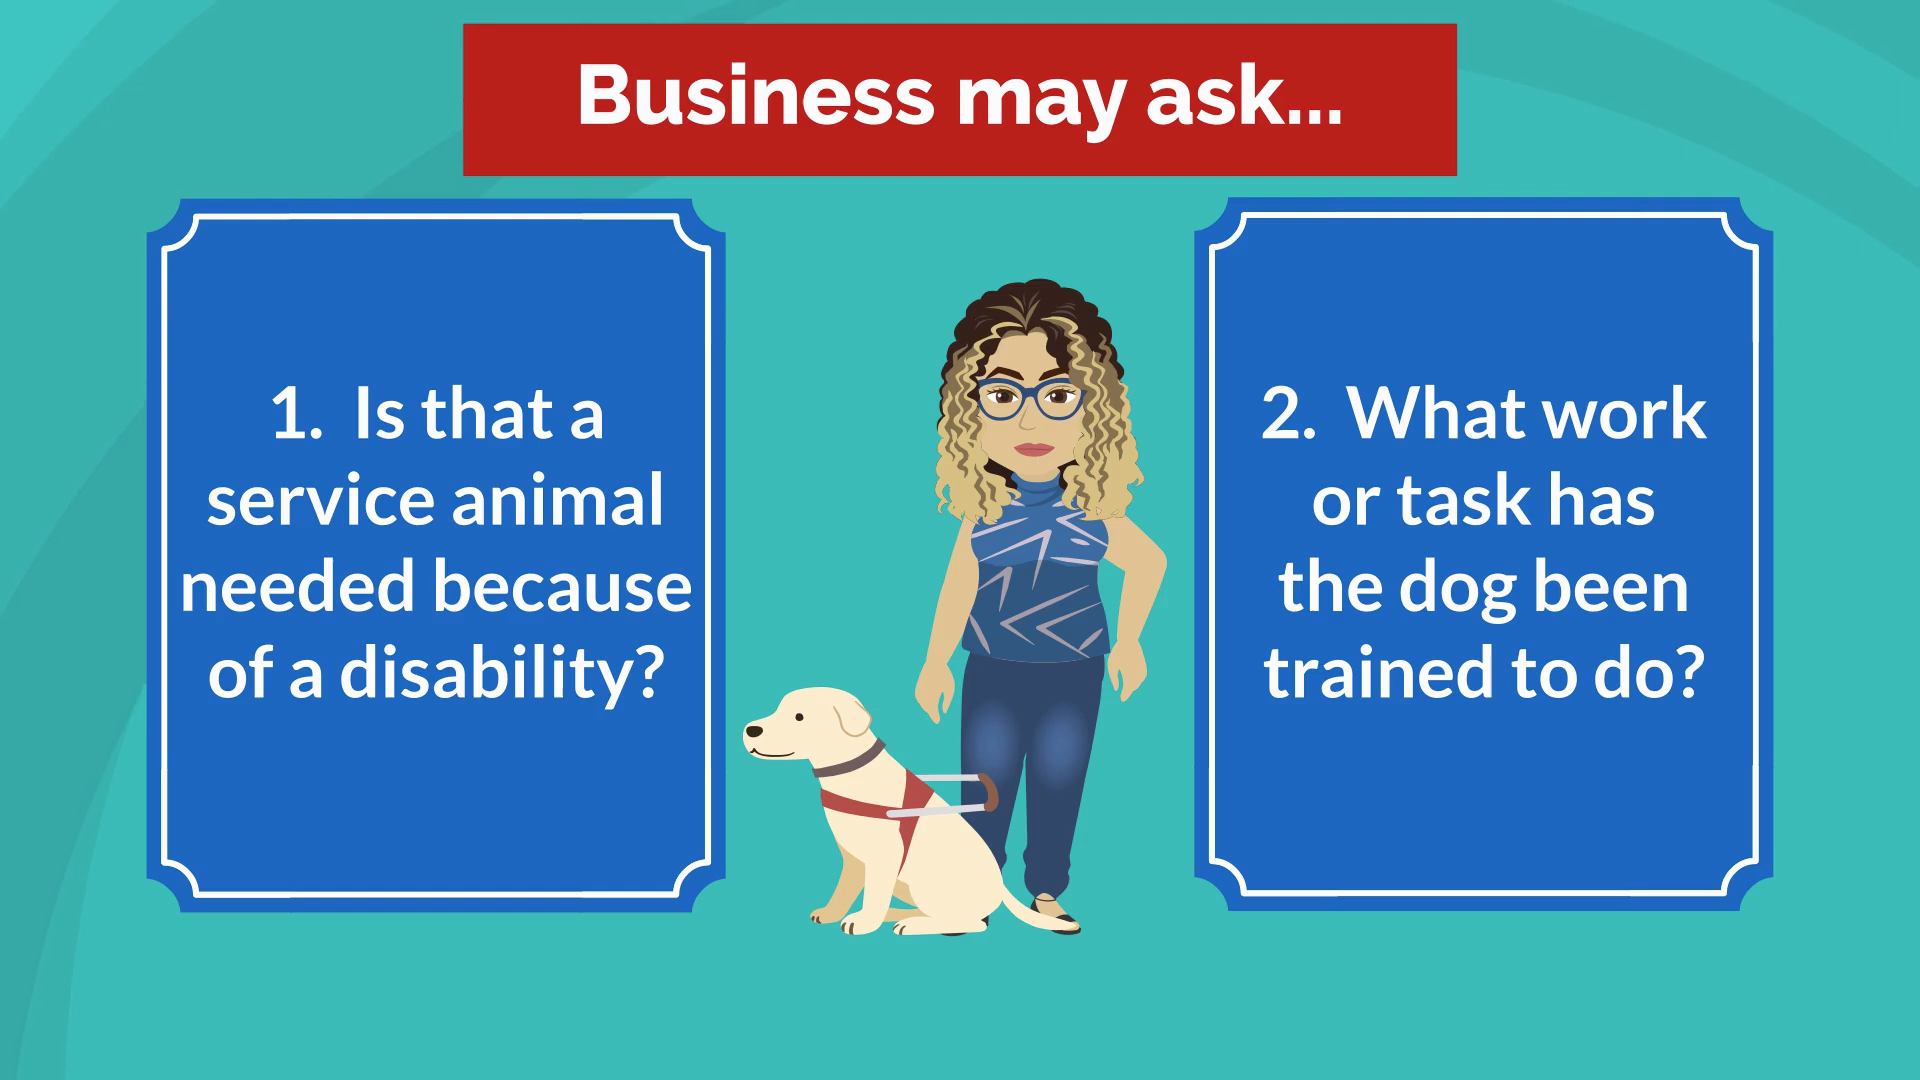 Business may ask...
1. Is that a
service animal
needed because
of a disability?
2. What work
or task has
the dog been
trained to do?